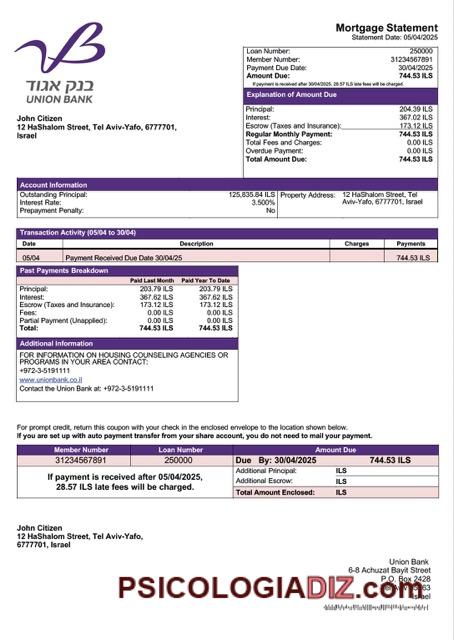 Mortgage Statement
Statement Date: 05/04/2025
בנק אגוד
UNION BANK
Loan Number: 250000
Member Number: 31234567891
Payment Due Date: 30/04/2025
Amount Due: 744.53 ILS
If payment is received after 30/04/2025, 28.57 ILS late fees will be charged.
John Citizen
12 HaShalom Street, Tel Aviv-Yafo, 6777701,
Israel
Explanation of Amount Due
Principal: 204.39 ILS
Interest: 367.02 ILS
Escrow (Taxes and Insurance): 173.12 ILS
Regular Monthly Payment: 744.53 ILS
Total Fees and Charges: 0.00 ILS
Overdue Payment: 0.00 ILS
Total Amount Due: 744.53 ILS
Account Information
Outstanding Principal: 125,835.84 ILS
Interest Rate: 3.500%
Prepayment Penalty: No
Property Address: 12 HaShalom Street, Tel
Aviv-Yafo, 6777701, Israel
Transaction Activity (05/04 to 30/04)
Date Description Charges Payments
05/04 Payment Received Due Date 30/04/25 744.53 ILS
Past Payments Breakdown
Paid Last Month Paid Year To Date
Principal: 203.79 ILS 203.79 ILS
Interest: 367.62 ILS 367.62 ILS
Escrow (Taxes and Insurance): 173.12 ILS 173.12 ILS
Fees: 0.00 ILS 0.00 ILS
Partial Payment (Unapplied): 0.00 ILS 0.00 ILS
Total: 744.53 ILS 744.53 ILS
Additional Information
FOR INFORMATION ON HOUSING COUNSELING AGENCIES OR
PROGRAMS IN YOUR AREA CONTACT:
+972-3-5191111
www.unionbank.co.il
Contact the Union Bank at: +972-3-5191111
For prompt credit, return this coupon with your check in the enclosed envelope to the location shown below.
If you are set up with auto payment transfer from your share account, you do not need to mail your payment.
Member Number Loan Number Amount Due
31234567891 250000 Due By: 30/04/2025 744.53 ILS
If payment is received after 05/04/2025,
28.57 ILS late fees will be charged.
Additional Principal: ILS
Additional Escrow: ILS
Total Amount Enclosed: ILS
John Citizen
12 HaShalom Street, Tel Aviv-Yafo,
6777701, Israel
Union Bank
6-8 Achuzat Bayit Street
P.O. Box 2428
Israel
PSICOLOGIADIZ.com